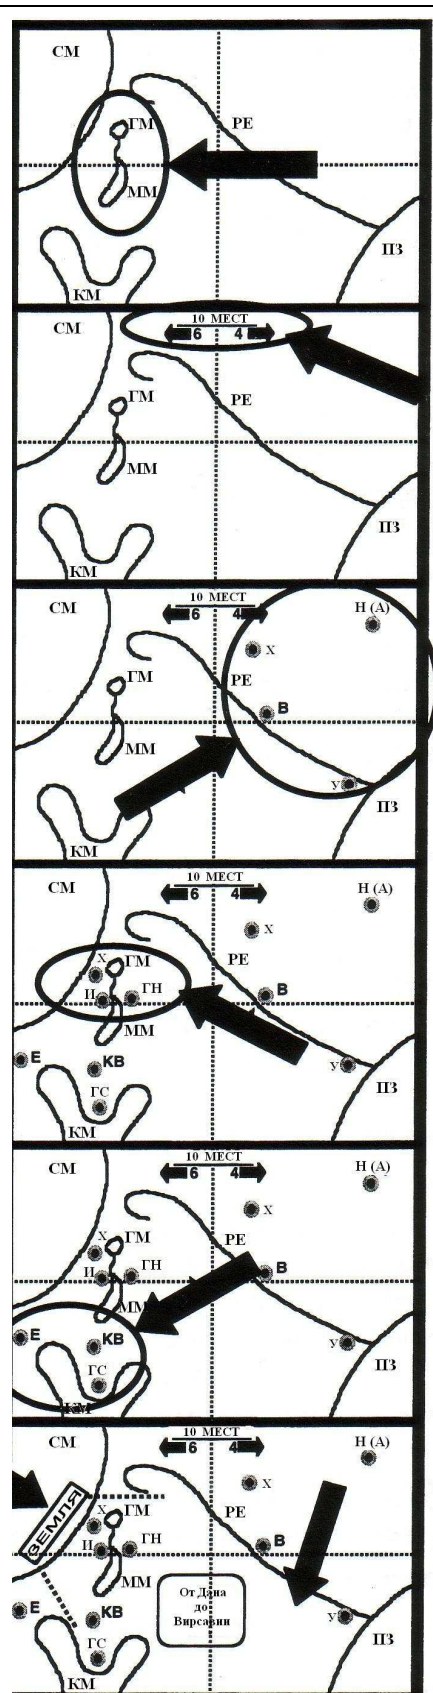 СМ
ГМ
РЕ
ММ
ПЗ
КМ
10 МЕСТ
6 4
СМ
ГМ
РЕ
ММ
ПЗ
КМ
10 МЕСТ
6 4
СМ
Н (А)
Х
ГМ
РЕ
В
ММ
У
ПЗ
КМ
10 МЕСТ
6 4
СМ
Н (А)
Х
Х
ГМ
РЕ
И
ГН
В
ММ
Е
КВ
У
ПЗ
ГС
КМ
10 МЕСТ
6 4
СМ
Н (А)
Х
Х
ГМ
РЕ
И
ГН
В
ММ
Е
КВ
У
ПЗ
ГС
КМ
10 МЕСТ
6 4
СМ
Н (А)
Х
ЗЕМЛЯ
Х
ГМ
РЕ
И
ГН
В
ММ
От Дана
до
Вирсавии
Е
КВ
У
ПЗ
ГС
КМ